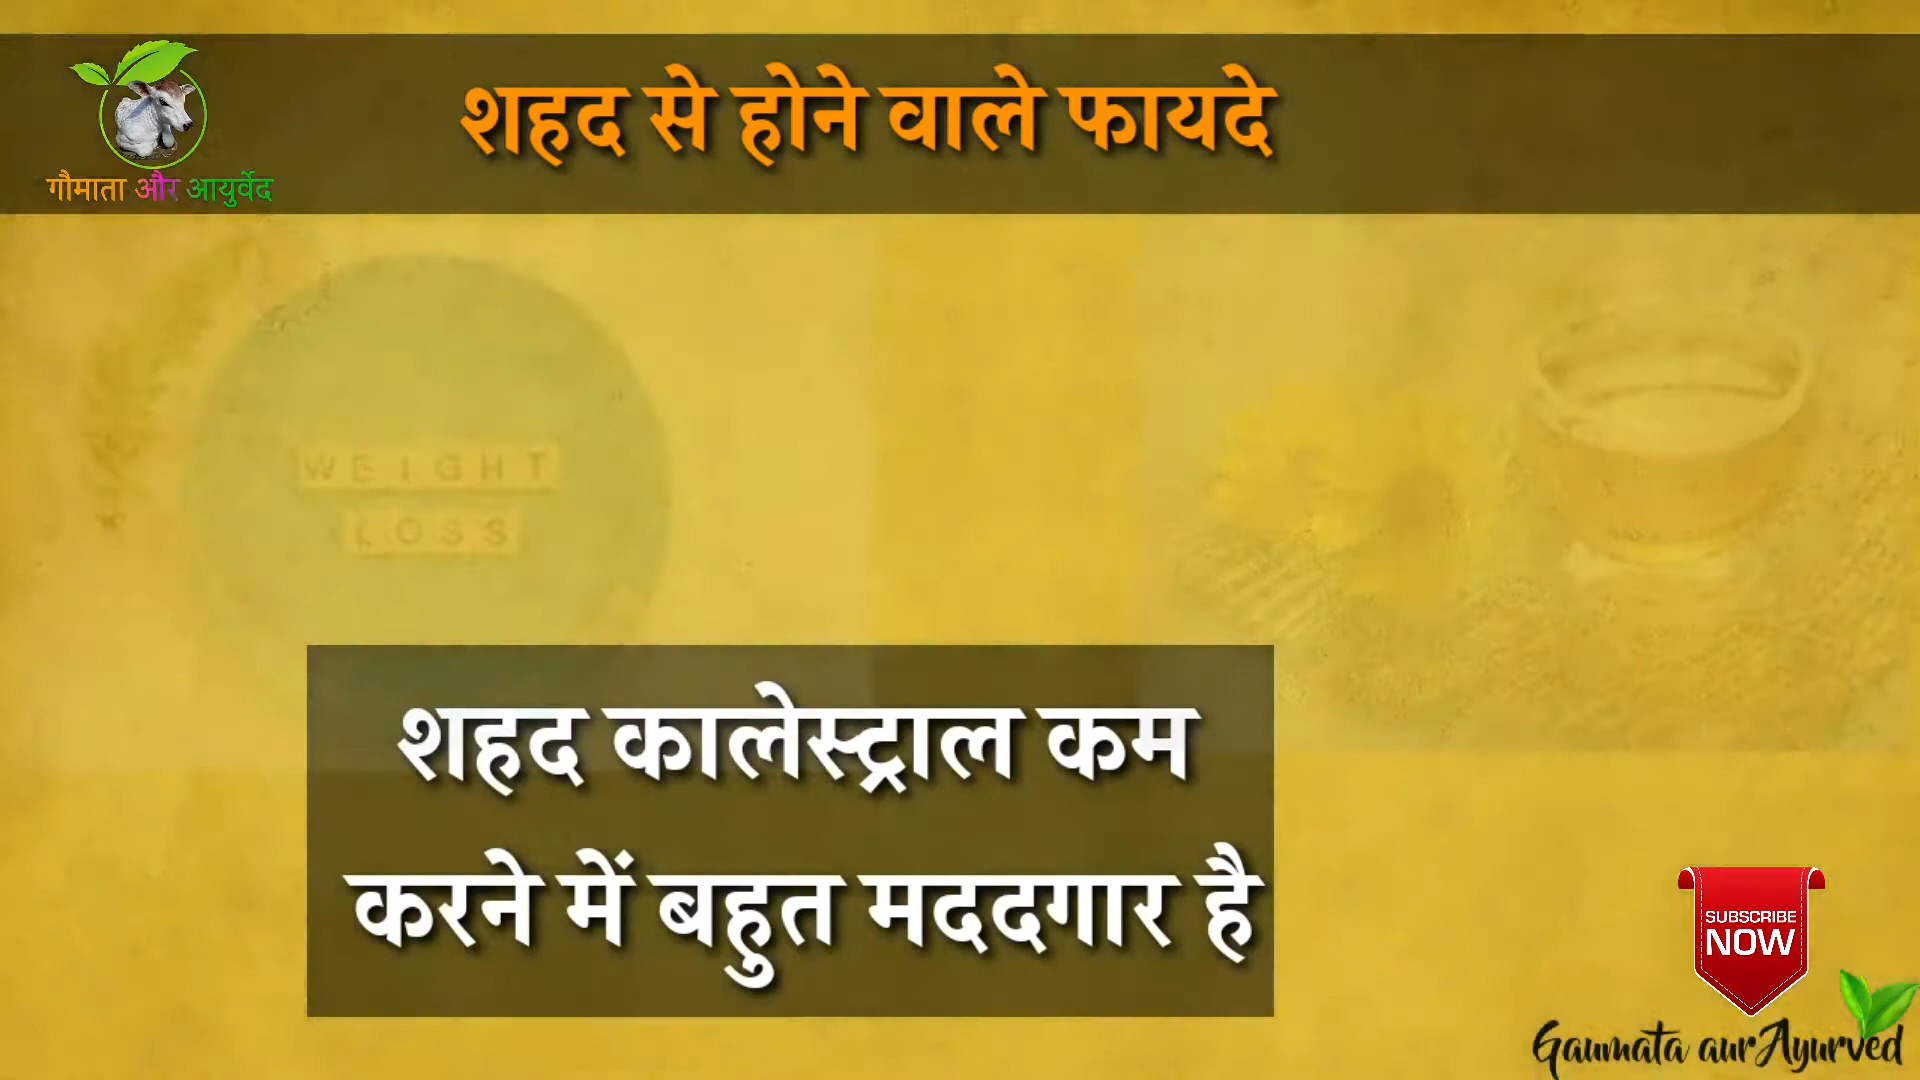 शहद से होने वाले फायदे
गौमाता और आयुर्वेद
WEIGHT
LOSS
शहद कालेस्ट्राल कम
करने में बहुत मददगार है
SUBSCRIBE
NOW
Gaumata aur Ayurved